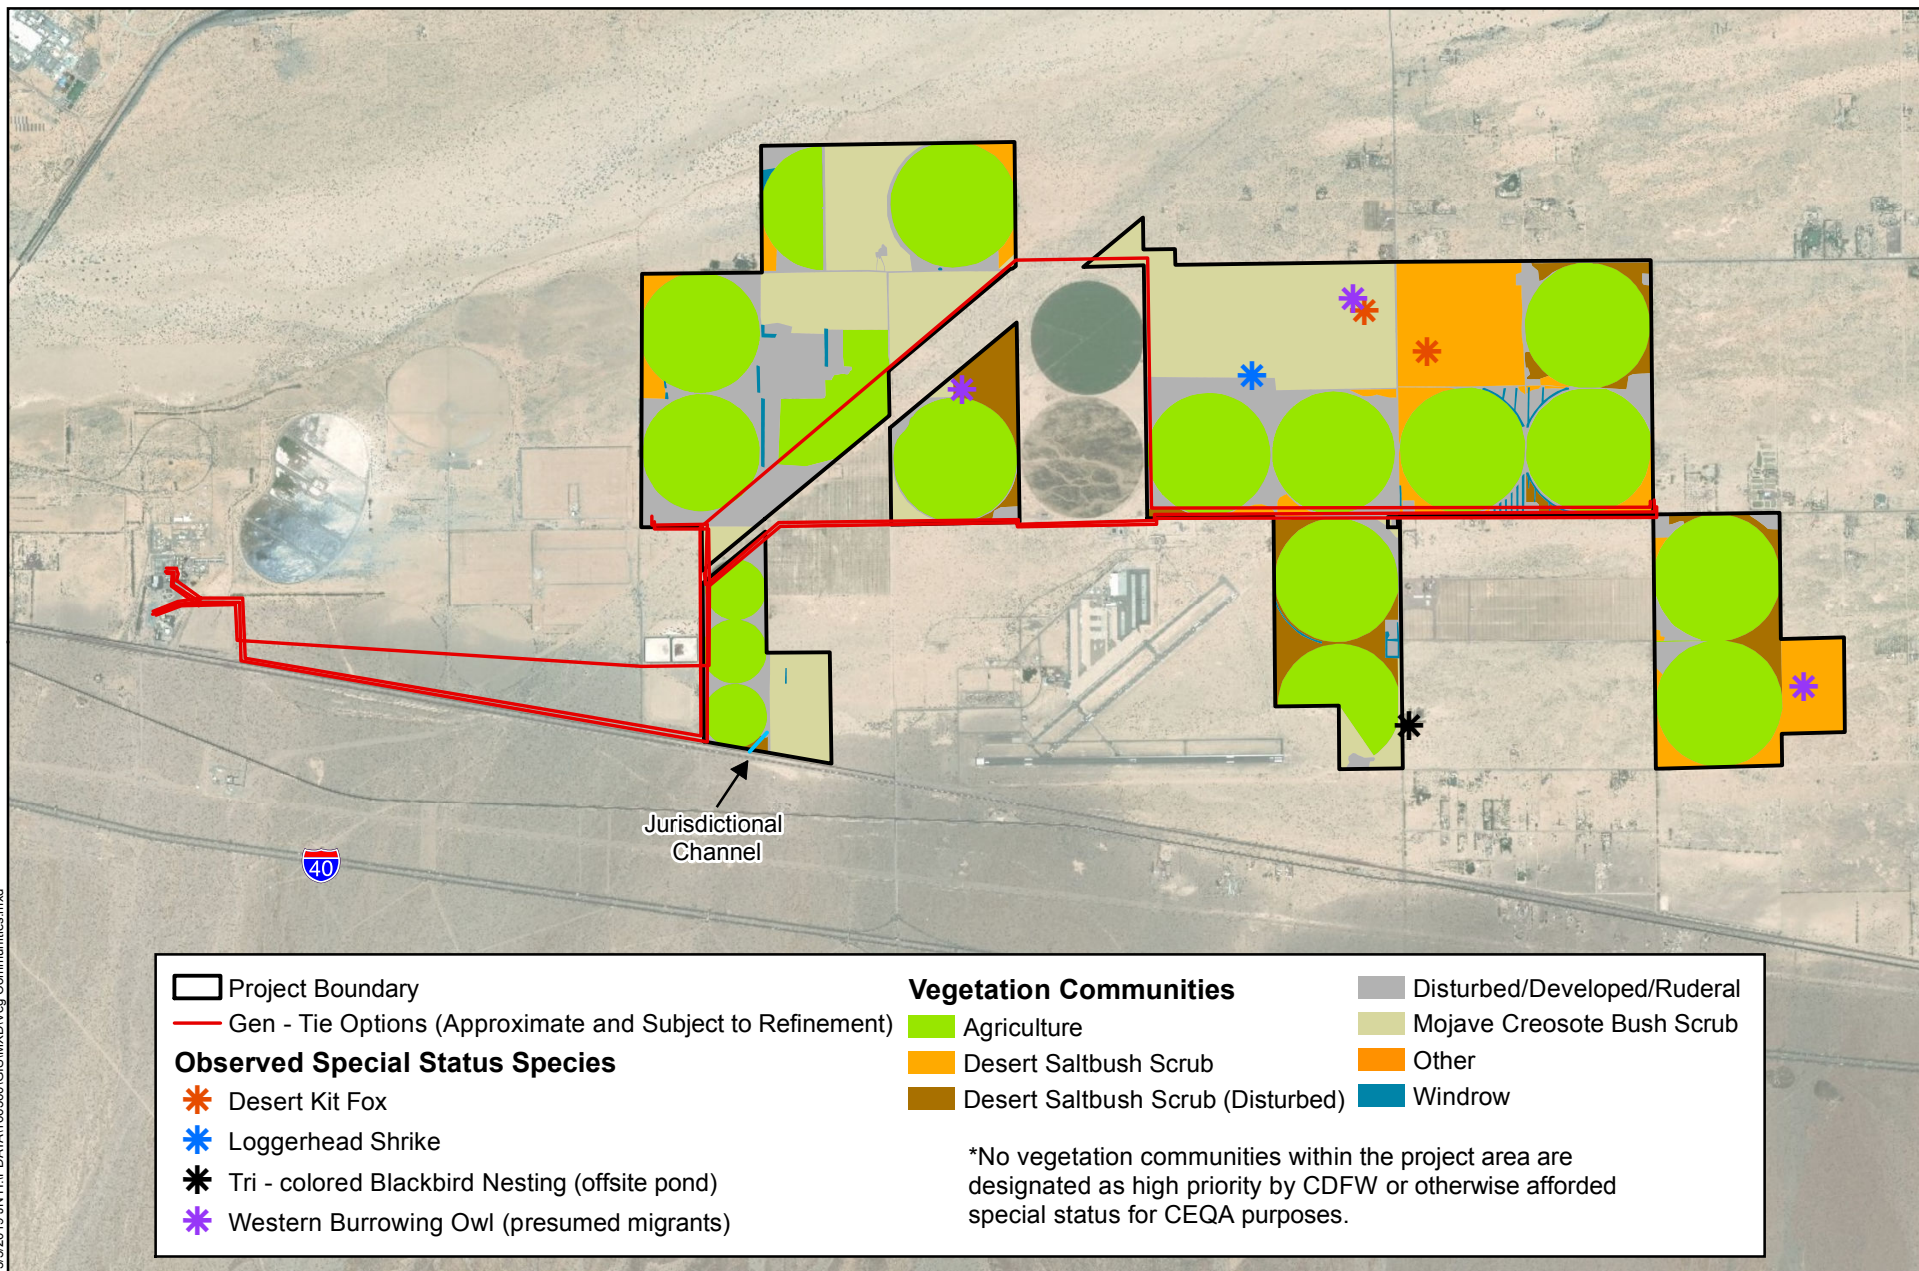 Jurisdictional
Channel
40
Project Boundary
Gen - Tie Options (Approximate and Subject to Refinement)
Observed Special Status Species
Desert Kit Fox
Loggerhead Shrike
Tri - colored Blackbird Nesting (offsite pond)
Western Burrowing Owl (presumed migrants)
Vegetation Communities
Agriculture
Desert Saltbush Scrub
Desert Saltbush Scrub (Disturbed)
Disturbed/Developed/Ruderal
Mojave Creosote Bush Scrub
Other
Windrow
*No vegetation communities within the project area are
designated as high priority by CDFW or otherwise afforded
special status for CEQA purposes.